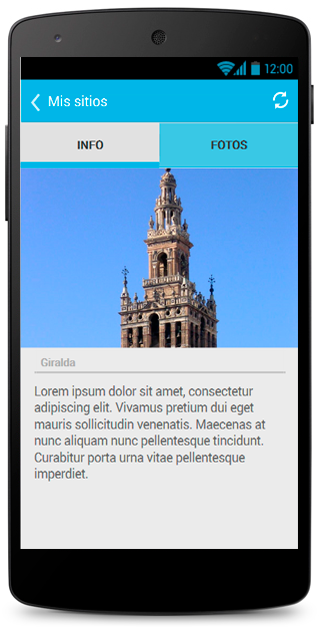 12:00
Mis sitios
INFO FOTOS
Giralda
Lorem ipsum dolor sit amet, consectetur
adipiscing elit. Vivamus pretium dui eget
mauris sollicitudin venenatis. Maecenas at
nunc aliquam nunc pellentesque tincidunt.
Curabitur porta urna vitae pellentesque
imperdiet.